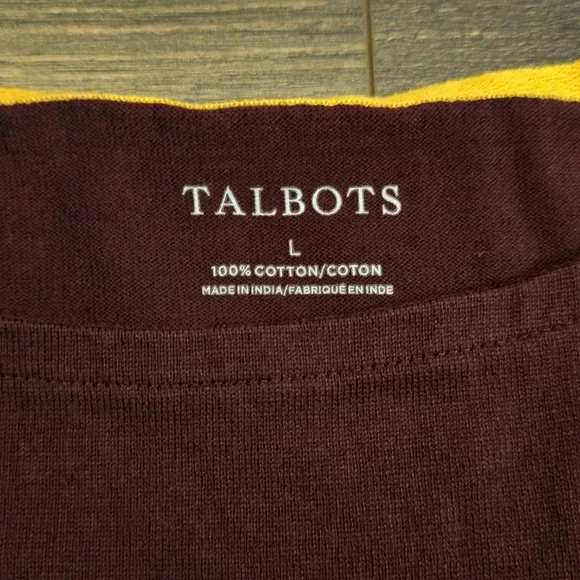 TALBOTS
L
100% COTTON/COTON
MADE IN INDIA/FABRIQUÉ EN INDE